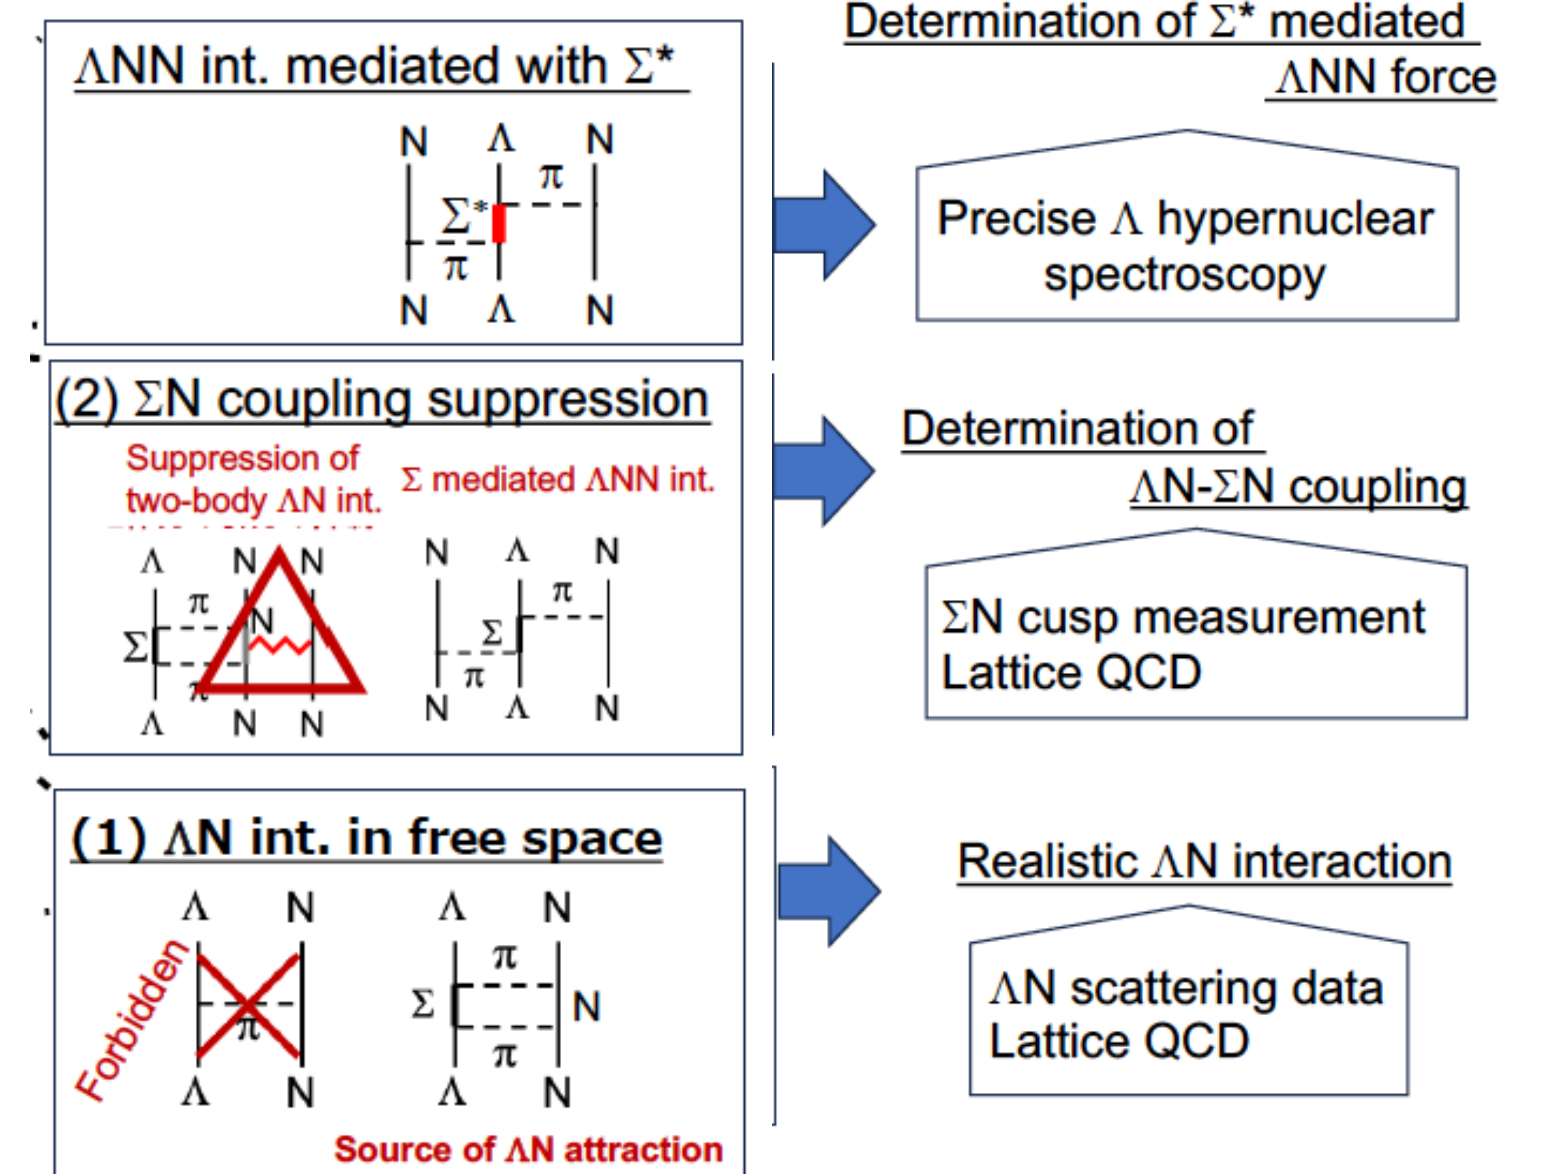 ΛNN int. mediated with Σ*
N Λ N
π
Σ*
π
N Λ N
Determination of Σ* mediated
ΛNN force
Precise Λ hypernuclear
spectroscopy
(2) ΣN coupling suppression
Suppression of
two-body ΛN int.
Σ mediated ΛNN int.
Λ N N
π
N
Σ
π
Λ N N
N Λ N
π
Σ
π
N Λ N
Determination of
ΛN-ΣN coupling
ΣN cusp measurement
Lattice QCD
(1) ΛN int. in free space
Forbidden
Λ N
π
Λ N
Λ N
π
Σ N
π
Λ N
Source of ΛN attraction
Realistic ΛN interaction
ΛN scattering data
Lattice QCD